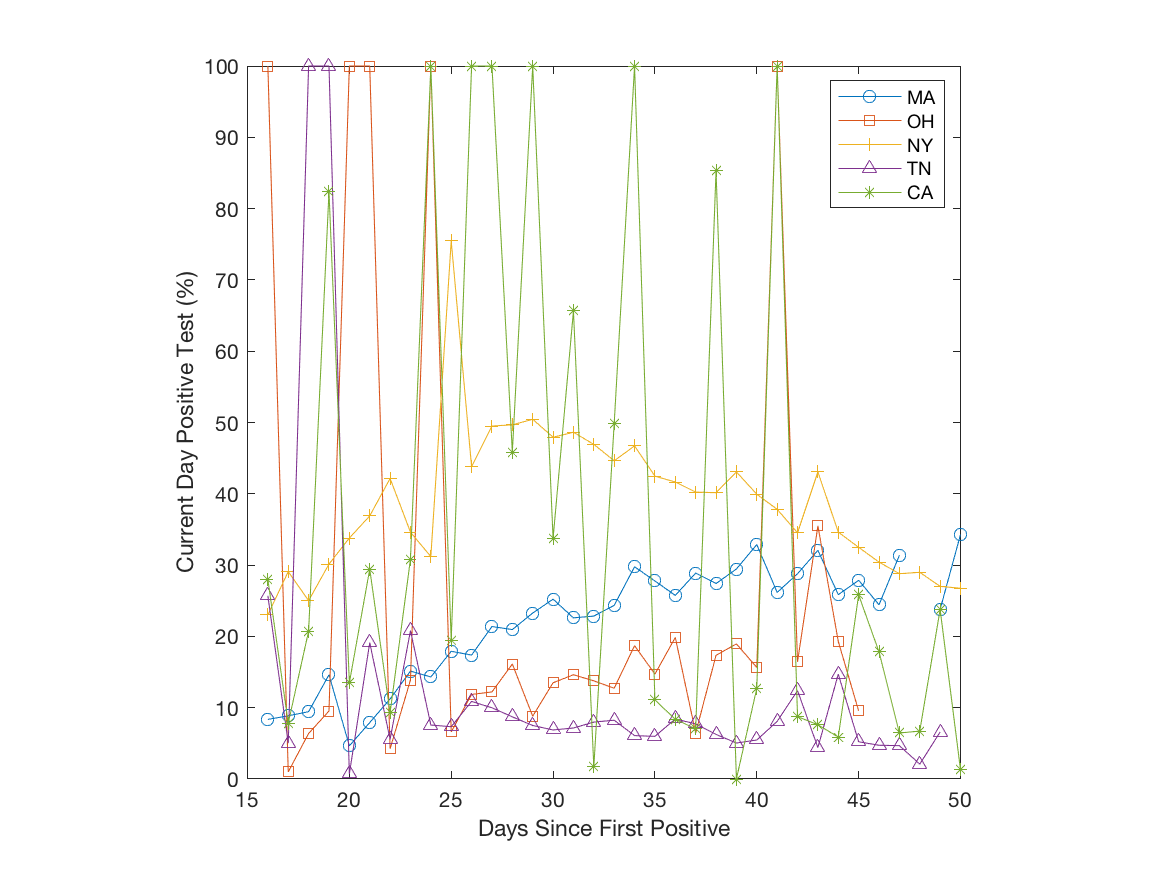 100
90
80
70
60
50
40
30
20
10
0
15 20 25 30 35 40 45 50
Current Day Positive Test (%)
Days Since First Positive
MA
OH
NY
TN
CA